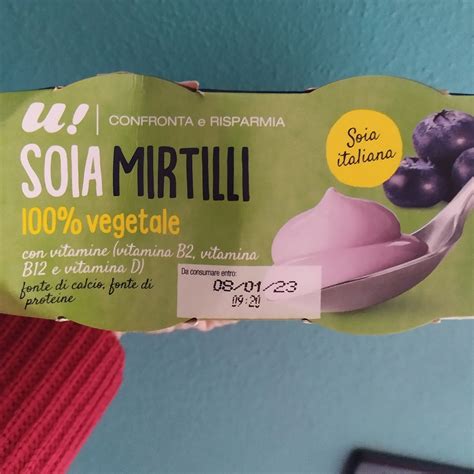 u! | CONFRONTA e RISPARMIA
SOIA MIRTILLI
100% vegetale
con vitamine (vitamina B2, vitamina
B12 e vitamina D)
fonte di calcio, fonte di
proteine
Soia
italiana
Da consumare entro:
08/01/23
09:20